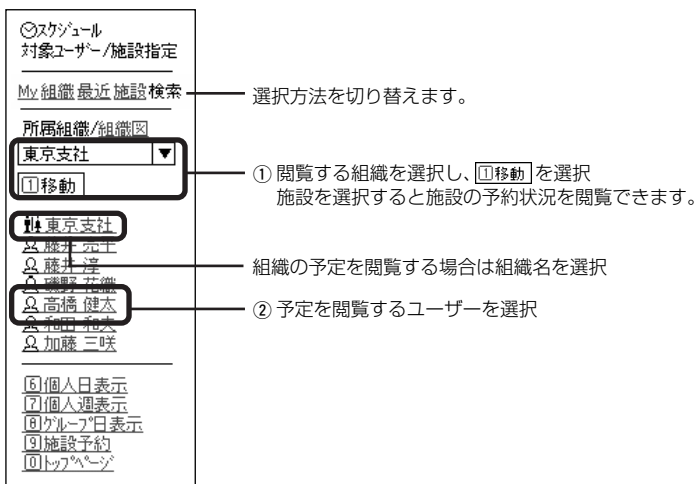 スケジュール
対象ユーザー/施設指定
My 組織 最近 施設 検索
選択方法を切り替えます。
所属組織/組織図
東京支社 ▼
1移動
① 閲覧する組織を選択し、1移動を選択
施設を選択すると施設の予約状況を閲覧できます。
東京支社
藤井 淳
組織の予定を閲覧する場合は組織名を選択
磯野 花織
高橋 健太
② 予定を閲覧するユーザーを選択
和田 和夫
加藤 三咲
6個人日表示
7個人週表示
8グループ日表示
9施設予約
0トップページ